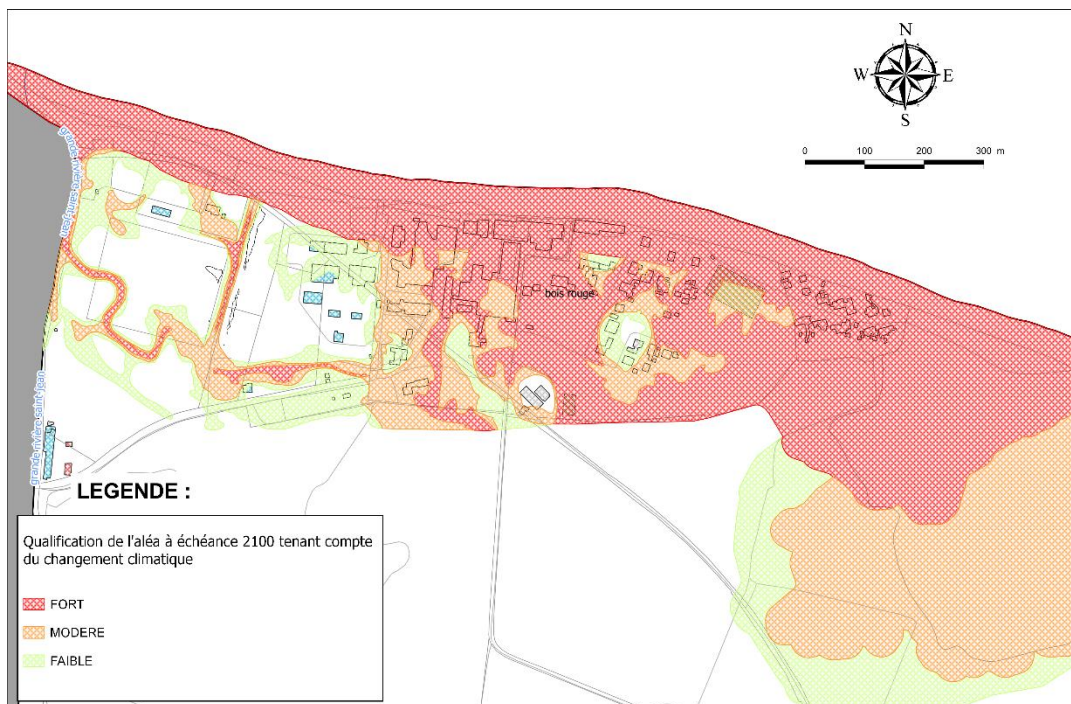 N
W E
S
0 100 200 300 m
grande rivière saint-jean
bois rouge
grande rivière saint-jean
LEGENDE :
Qualification de l'aléa à échéance 2100 tenant compte
du changement climatique
FORT
MODERE
FAIBLE